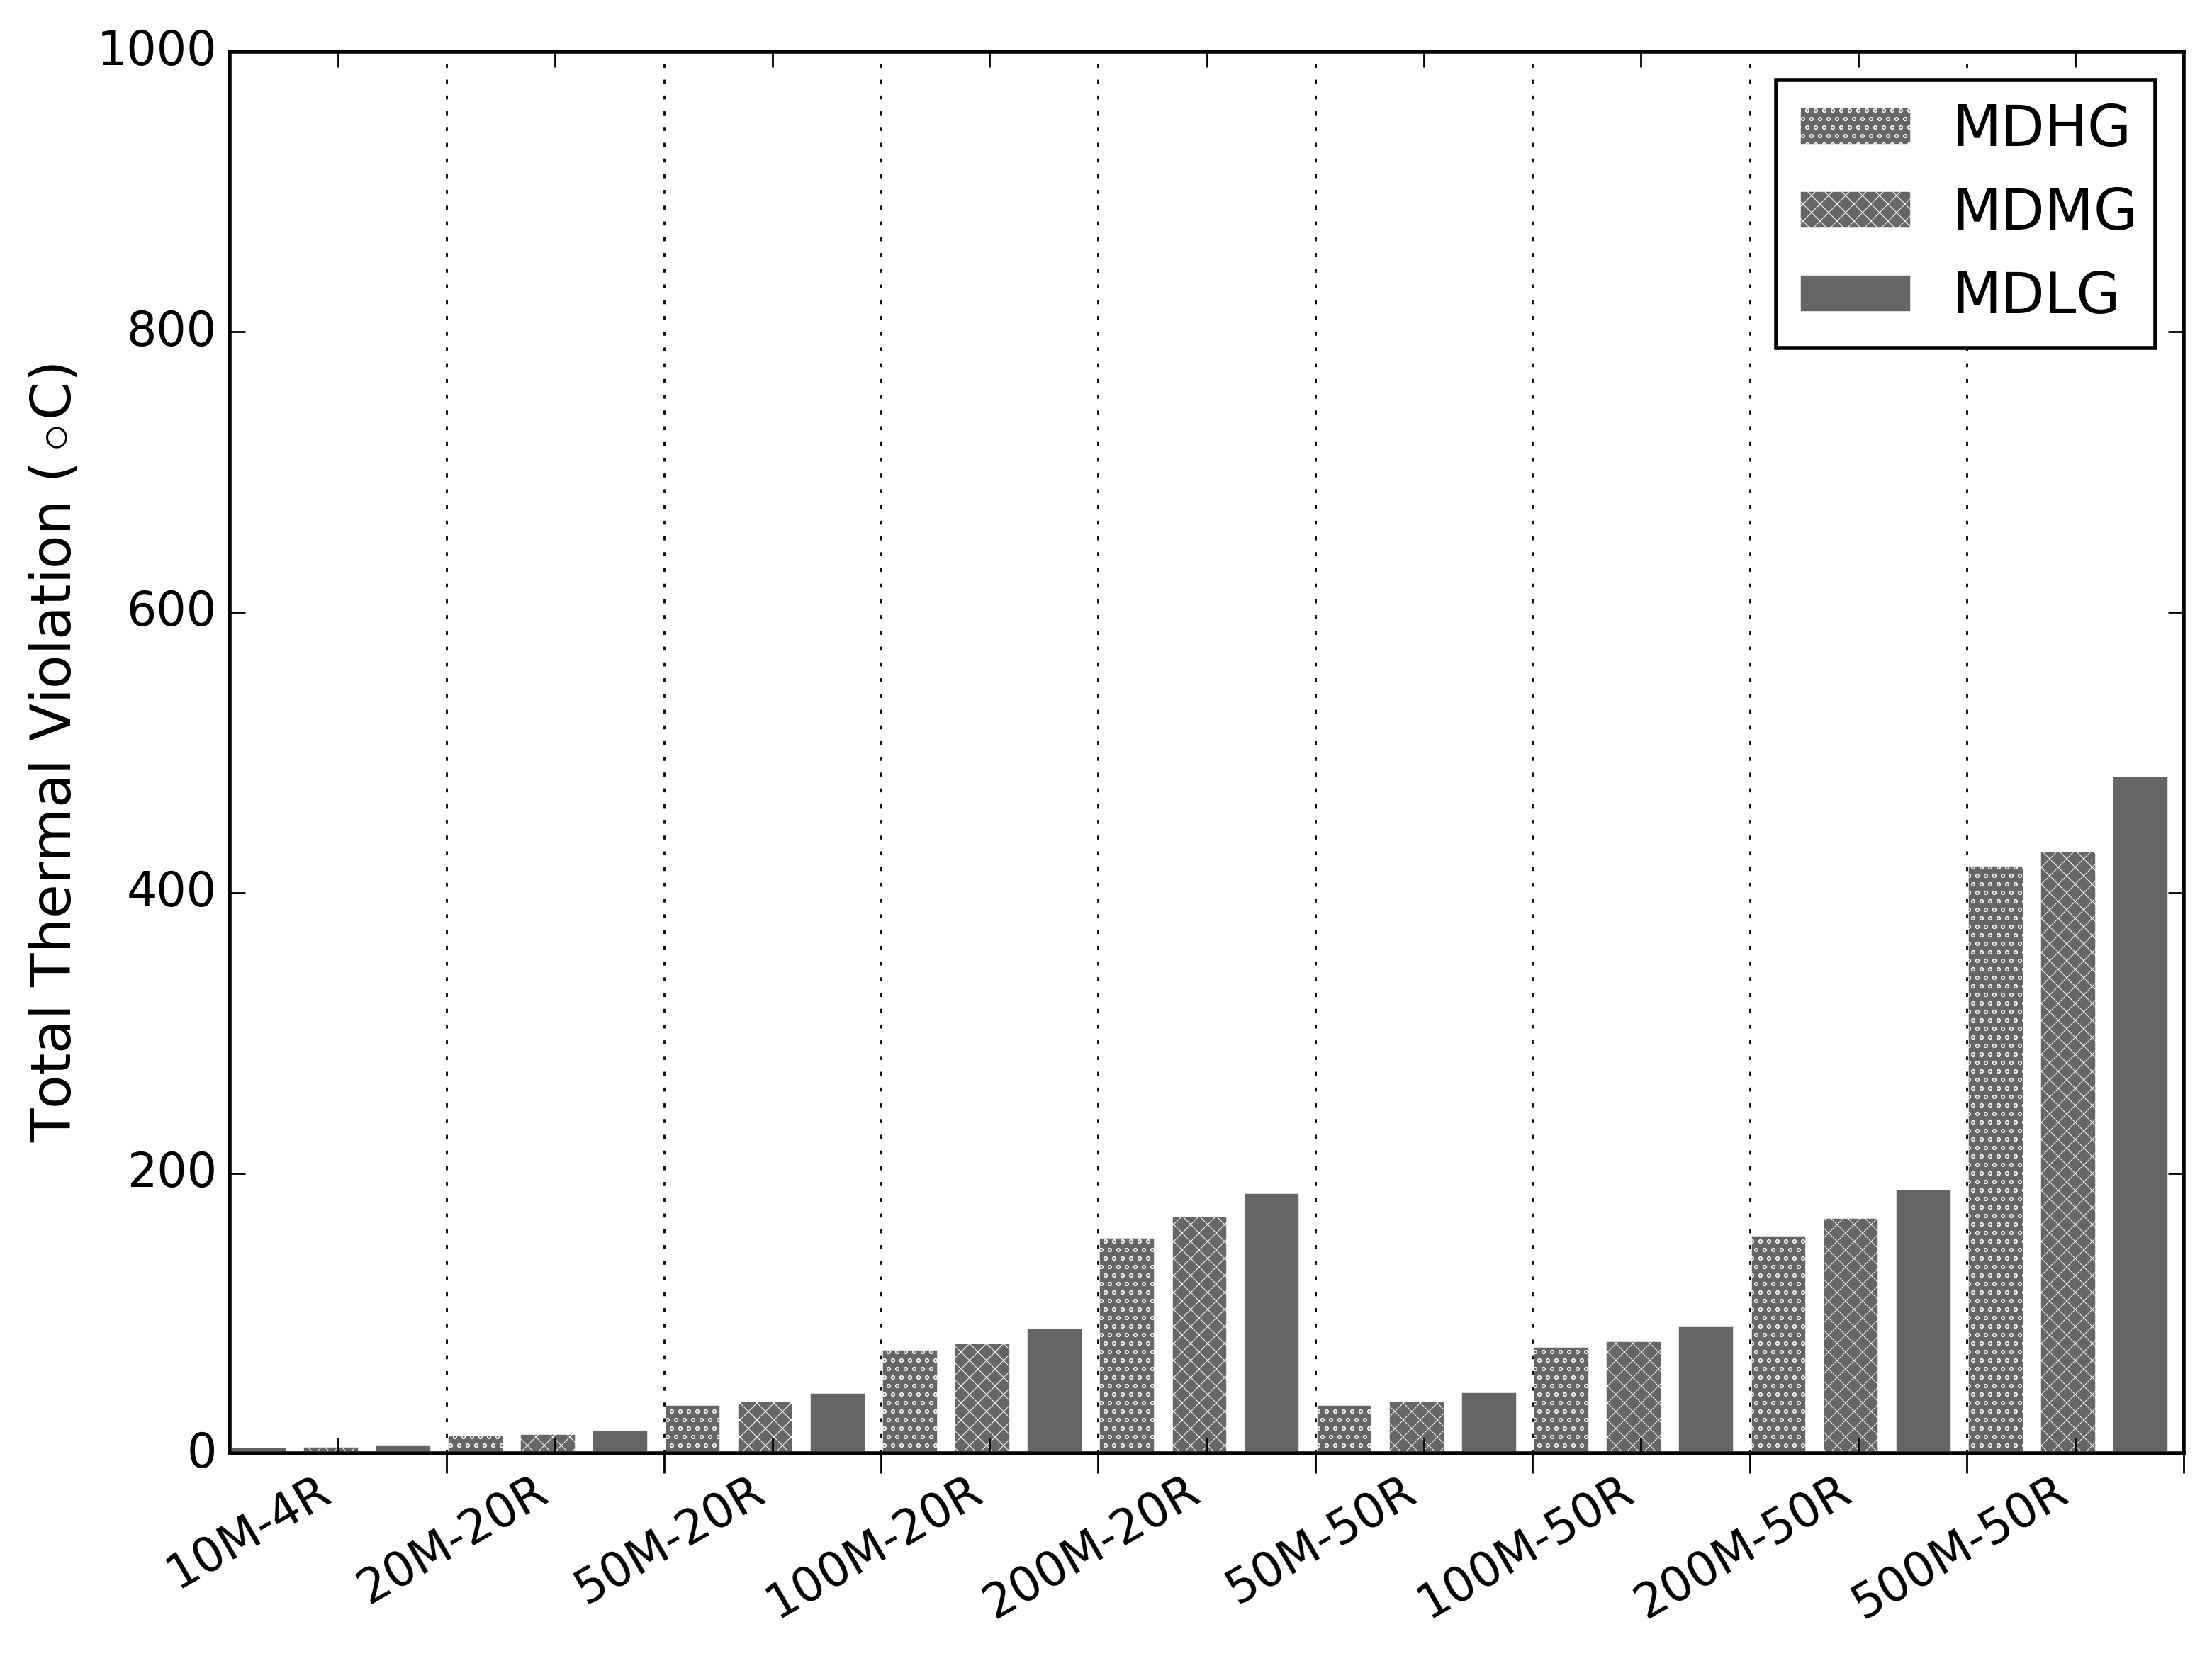 Total Thermal Violation (∘C)
1000
800
600
400
200
0
MDHG
MDMG
MDLG
10M-4R
20M-20R
50M-20R
100M-20R
200M-20R
50M-50R
100M-50R
200M-50R
500M-50R